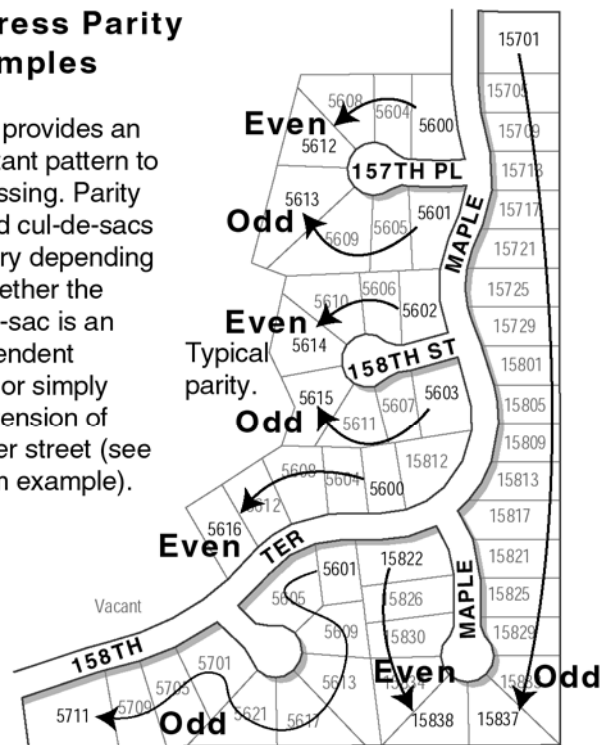 ress Parity
mples
provides an
tant pattern to
ssing. Parity
d cul-de-sacs
ry depending
ether the
-sac is an
endent
or simply
ension of
er street (see
n example).
15701
15705
15709
15713
15717
15721
15725
15729
15801
15805
15809
15813
15817
15821
15825
15829
15837
Odd
5608
5604
5600
Even
5612
157TH PL
5613
5601
Odd
5609
5605
MAPLE
5610
5606
5602
Even
5614
158TH ST
Typical
parity.
5615
5607
5603
Odd
5611
15812
5608
5604
5600
5612
5616
Even
TER
5601
15822
5605
15826
5609
15830
MAPLE
Vacant
158TH
5701
5705
5709
5711
Odd
5621
5617
5613
Even
15834
15838